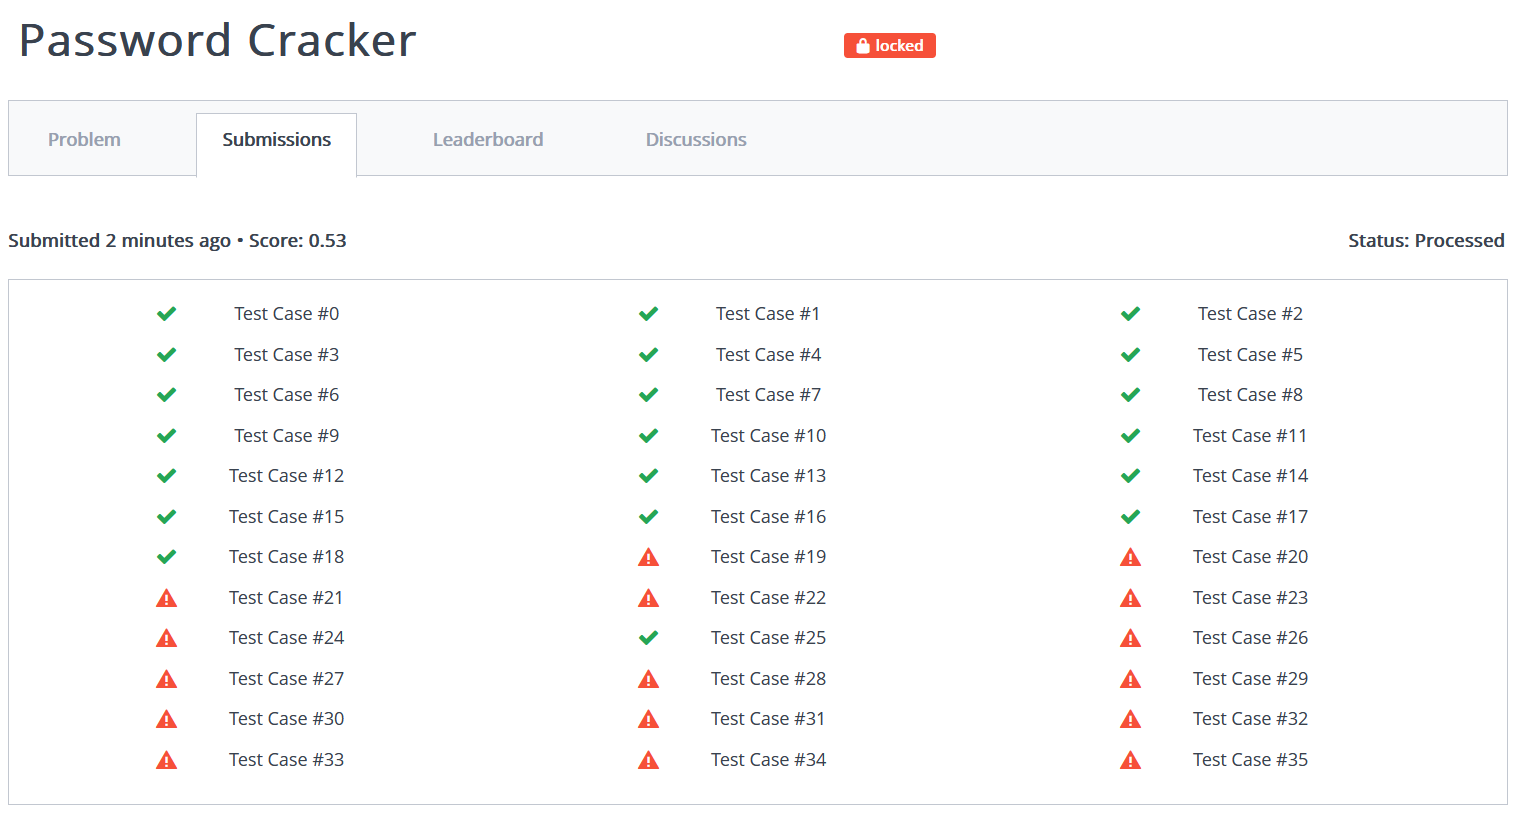 Password Cracker
locked
Problem Submissions Leaderboard Discussions
Submitted 2 minutes ago • Score: 0.53 Status: Processed
Test Case #0 Test Case #1 Test Case #2
Test Case #3 Test Case #4 Test Case #5
Test Case #6 Test Case #7 Test Case #8
Test Case #9 Test Case #10 Test Case #11
Test Case #12 Test Case #13 Test Case #14
Test Case #15 Test Case #16 Test Case #17
Test Case #18 Test Case #19 Test Case #20
Test Case #21 Test Case #22 Test Case #23
Test Case #24 Test Case #25 Test Case #26
Test Case #27 Test Case #28 Test Case #29
Test Case #30 Test Case #31 Test Case #32
Test Case #33 Test Case #34 Test Case #35